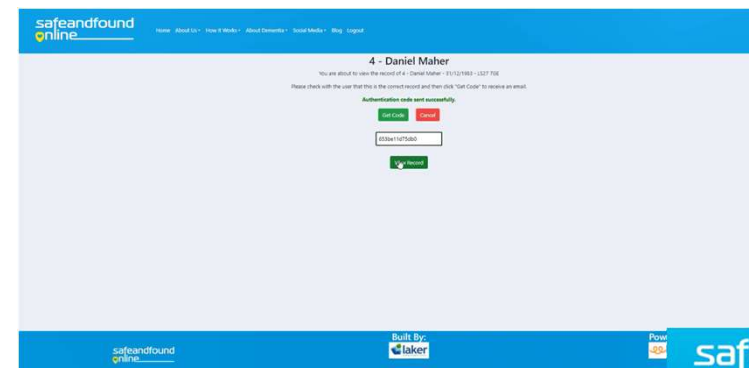 safeandfound
online
Home About Us How It Works About Dementia Social Media Blog Logout
4 - Daniel Maher
You are about to view the record of 4 - Daniel Maher - 01/12/1983 - LS27 7SE
Please check with the user that this is the correct record and then click "Get Code" to receive an email.
Authentication code sent successfully.
Get Code Cancel
653be11d75db0
View Record
safeandfound
online
Built By:
laker
Pow
saf